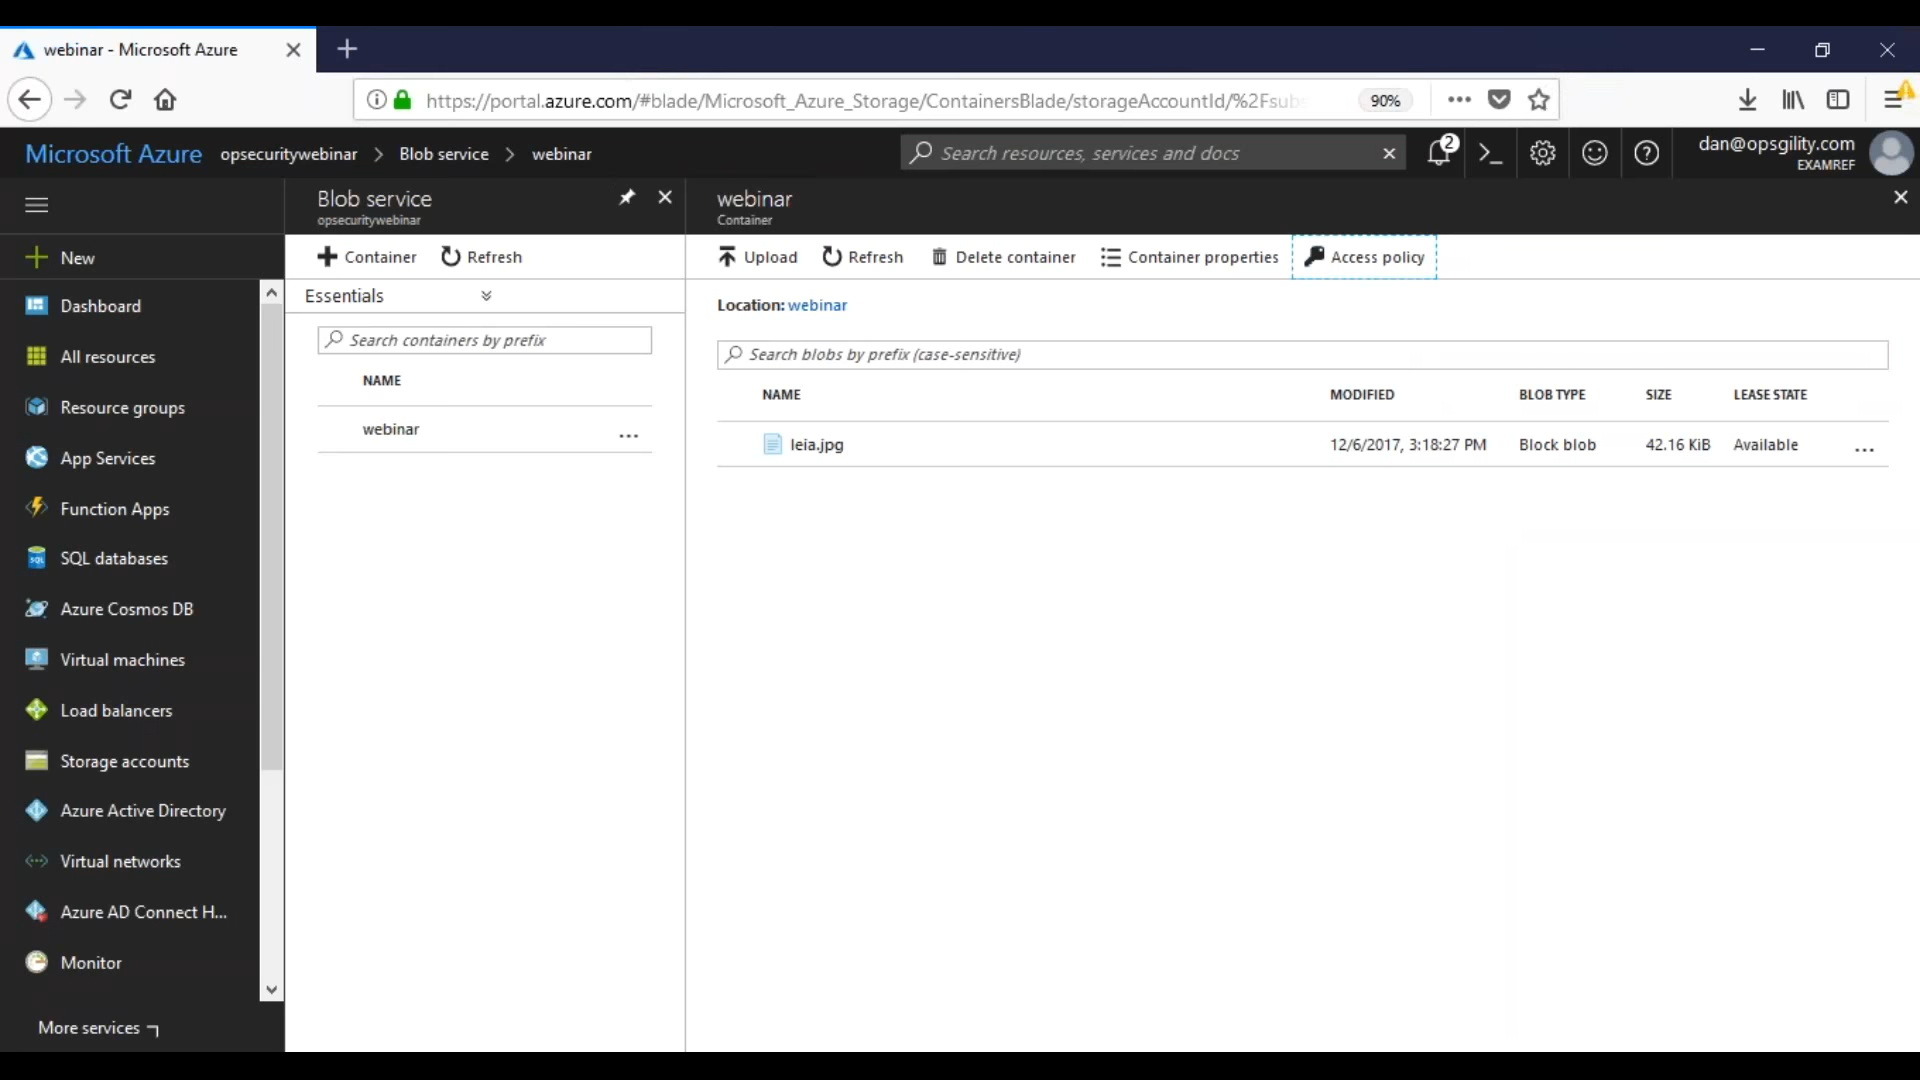 webinar - Microsoft Azure
https://portal.azure.com/#blade/Microsoft_Azure_Storage/ContainersBlade/storageAccountId/%2Fsub
90%
Microsoft Azure opsecuritywebinar > Blob service > webinar
Search resources, services and docs
2
dan@opsgility.com
EXAMREF
Blob service
opsecuritywebinar
webinar
Container
New
Container
Refresh
Upload
Refresh
Delete container
Container properties
Access policy
Essentials
Location: webinar
Search containers by prefix
Search blobs by prefix (case-sensitive)
NAME
NAME MODIFIED BLOB TYPE SIZE LEASE STATE
webinar ...
leia.jpg 12/6/2017, 3:18:27 PM Block blob 42.16 KiB Available ...
Dashboard
All resources
Resource groups
App Services
Function Apps
SQL databases
Azure Cosmos DB
Virtual machines
Load balancers
Storage accounts
Azure Active Directory
Virtual networks
Azure AD Connect H...
Monitor
More services